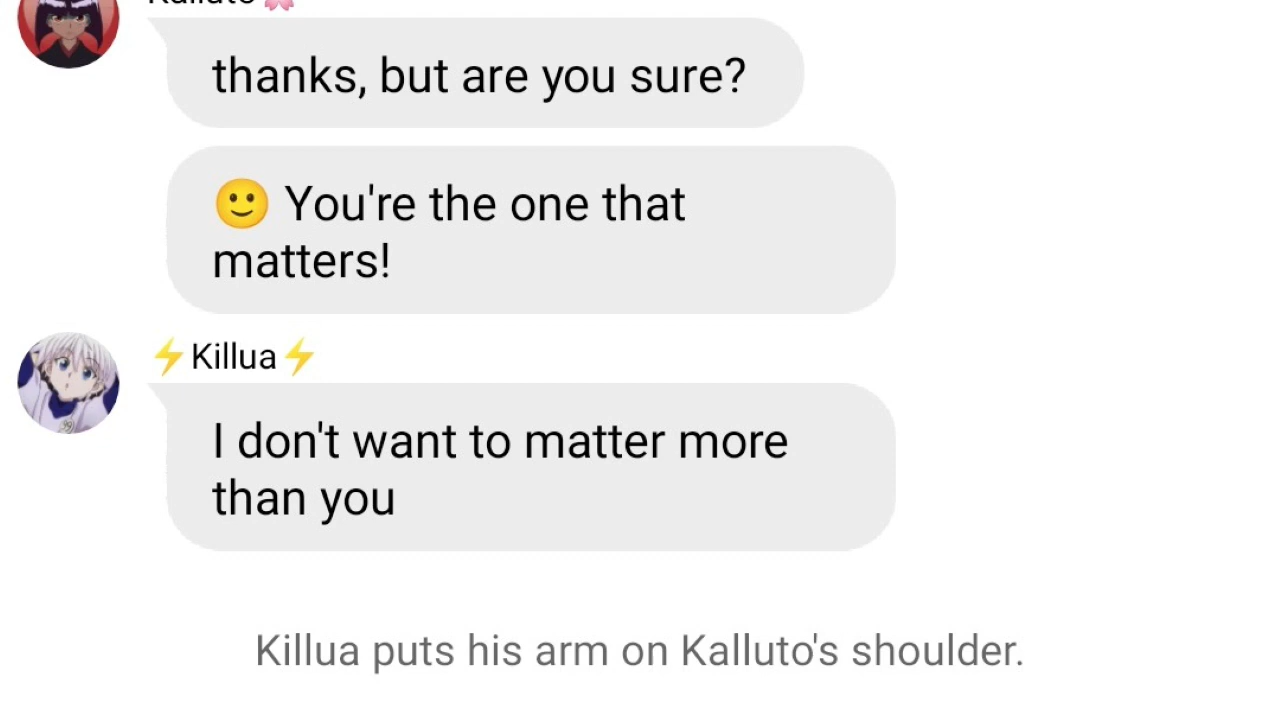 Kalluto🌸
thanks, but are you sure?
🙂 You're the one that
matters!
⚡Killua⚡
I don't want to matter more
than you
Killua puts his arm on Kalluto's shoulder.